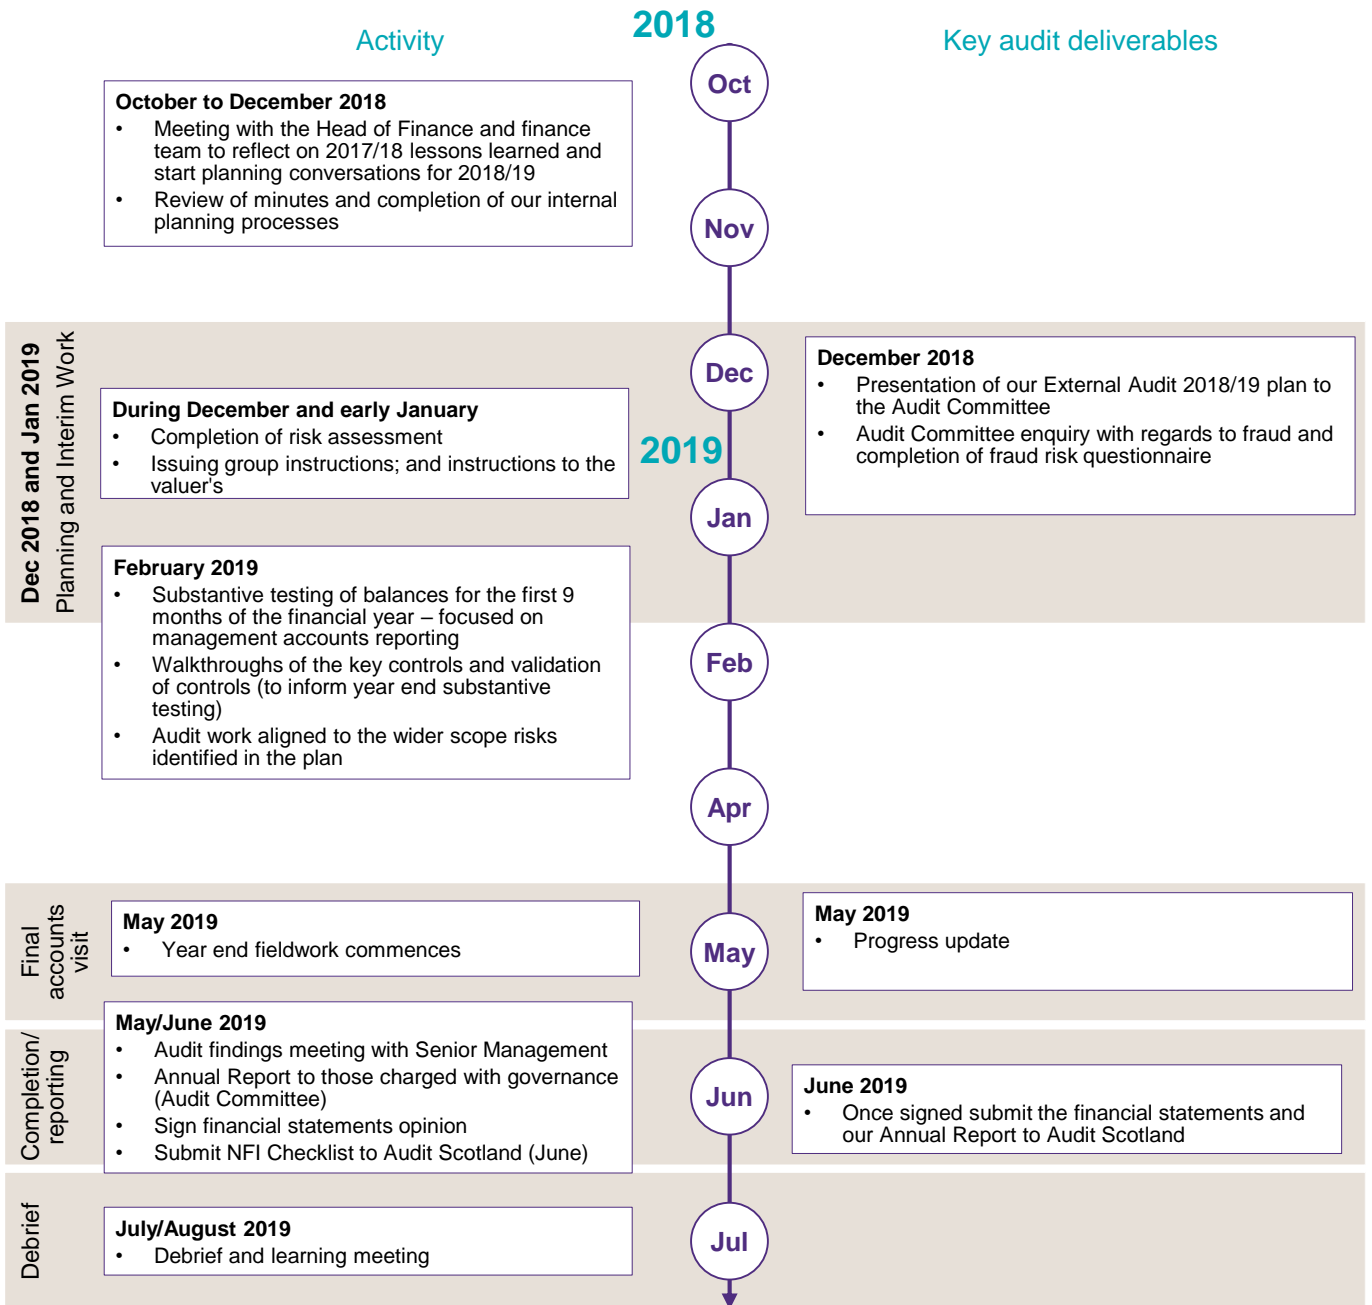 2018
Activity
Key audit deliverables
Oct
October to December 2018
• Meeting with the Head of Finance and finance
team to reflect on 2017/18 lessons learned and
start planning conversations for 2018/19
• Review of minutes and completion of our internal
planning processes
Nov
Dec 2018 and Jan 2019
Planning and Interim Work
Dec
December 2018
• Presentation of our External Audit 2018/19 plan to
the Audit Committee
• Audit Committee enquiry with regards to fraud and
completion of fraud risk questionnaire
During December and early January
• Completion of risk assessment
• Issuing group instructions; and instructions to the
valuer's
2019
Jan
February 2019
• Substantive testing of balances for the first 9
months of the financial year – focused on
management accounts reporting
• Walkthroughs of the key controls and validation
of controls (to inform year end substantive
testing)
• Audit work aligned to the wider scope risks
identified in the plan
Feb
Apr
Final
accounts
visit
May 2019
• Year end fieldwork commences
May
May 2019
• Progress update
Completion/
reporting
May/June 2019
• Audit findings meeting with Senior Management
• Annual Report to those charged with governance
(Audit Committee)
• Sign financial statements opinion
• Submit NFI Checklist to Audit Scotland (June)
Jun
June 2019
• Once signed submit the financial statements and
our Annual Report to Audit Scotland
Debrief
July/August 2019
• Debrief and learning meeting
Jul